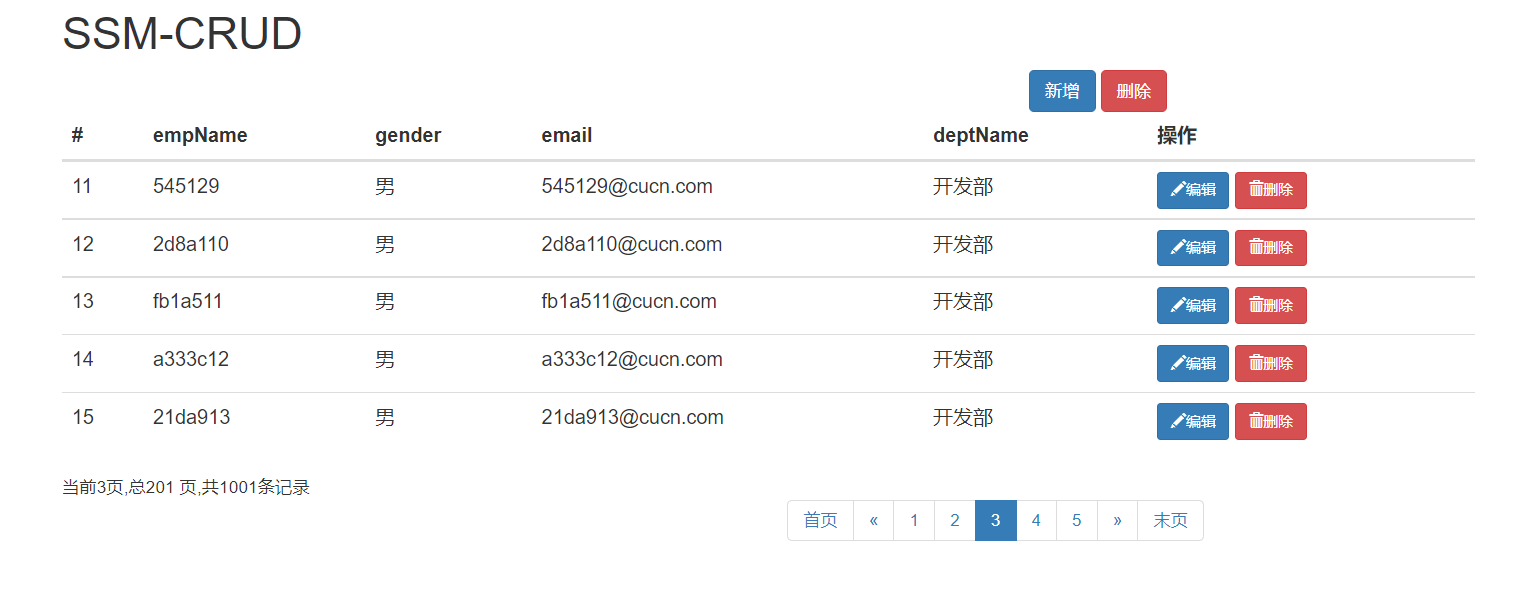 SSM-CRUD
新增 删除
# empName gender email deptName 操作
11 545129 男 545129@cucn.com 开发部 编辑 删除
12 2d8a110 男 2d8a110@cucn.com 开发部 编辑 删除
13 fb1a511 男 fb1a511@cucn.com 开发部 编辑 删除
14 a333c12 男 a333c12@cucn.com 开发部 编辑 删除
15 21da913 男 21da913@cucn.com 开发部 编辑 删除
当前3页,总201 页,共1001条记录
首页 « 1 2 3 4 5 » 末页